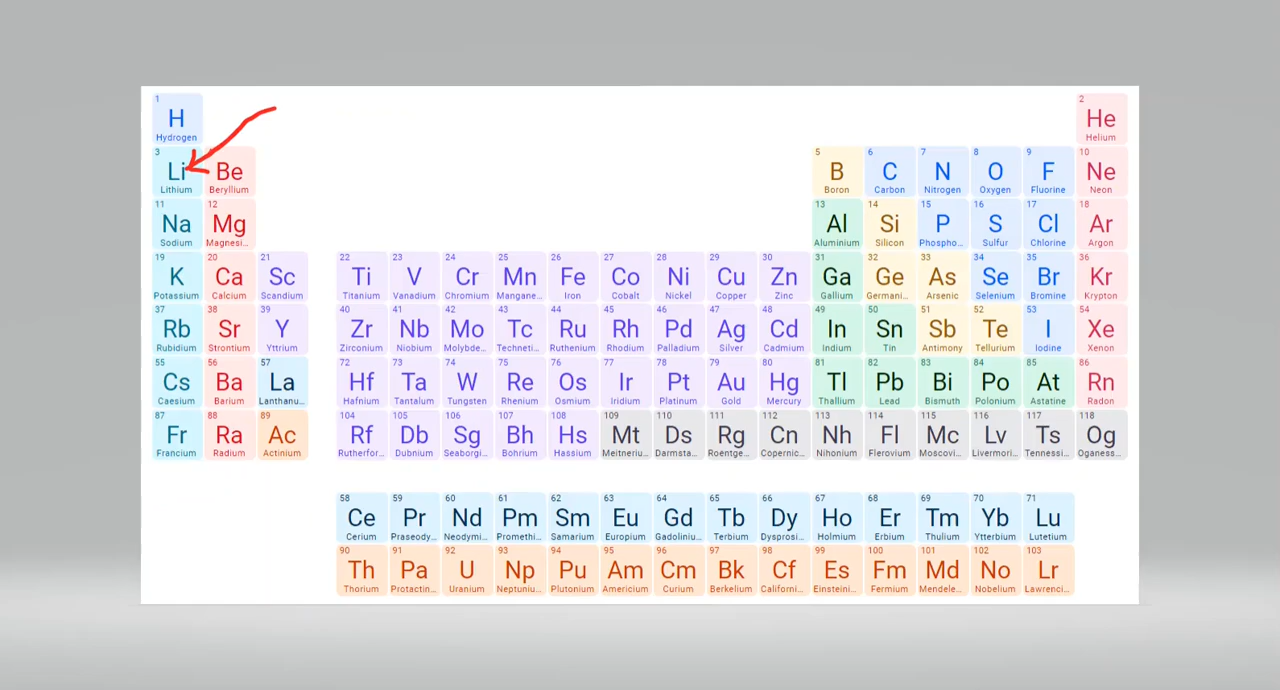 1 2
H He
Hydrogen Helium
3 5 6 7 8 9 10
Li Be B C N O F Ne
Lithium Beryllium Boron Carbon Nitrogen Oxygen Fluorine Neon
11 12 13 14 15 16 17 18
Na Mg Al Si P S Cl Ar
Sodium Magnesi... Aluminium Silicon Phospho... Sulfur Chlorine Argon
19 20 21 22 23 24 25 26 27 28 29 30 31 32 33 34 35 36
K Ca Sc Ti V Cr Mn Fe Co Ni Cu Zn Ga Ge As Se Br Kr
Potassium Calcium Scandium Titanium Vanadium Chromium Mangane... Iron Cobalt Nickel Copper Zinc Gallium Germani... Arsenic Selenium Bromine Krypton
37 38 39 40 41 42 43 44 45 46 47 48 49 50 51 52 53 54
Rb Sr Y Zr Nb Mo Tc Ru Rh Pd Ag Cd In Sn Sb Te I Xe
Rubidium Strontium Yttrium Zirconium Niobium Molybde... Techneti... Ruthenium Rhodium Palladium Silver Cadmium Indium Tin Antimony Tellurium Iodine Xenon
55 56 57 72 73 74 75 76 77 78 79 80 81 82 83 84 85 86
Cs Ba La Hf Ta W Re Os Ir Pt Au Hg Tl Pb Bi Po At Rn
Caesium Barium Lanthanu... Hafnium Tantalum Tungsten Rhenium Osmium Iridium Platinum Gold Mercury Thallium Lead Bismuth Polonium Astatine Radon
87 88 89 104 105 106 107 108 109 110 111 112 113 114 115 116 117 118
Fr Ra Ac Rf Db Sg Bh Hs Mt Ds Rg Cn Nh Fl Mc Lv Ts Og
Francium Radium Actinium Rutherfor... Dubnium Seaborgi... Bohrium Hassium Meitneriu... Darmsta... Roentge... Copernic... Nihonium Flerovium Moscovi... Livermori... Tennessi... Oganess...
58 59 60 61 62 63 64 65 66 67 68 69 70 71
Ce Pr Nd Pm Sm Eu Gd Tb Dy Ho Er Tm Yb Lu
Cerium Praseody... Neodymi... Promethi... Samarium Europium Gadoliniu... Terbium Dysprosi... Holmium Erbium Thulium Ytterbium Lutetium
90 91 92 93 94 95 96 97 98 99 100 101 102 103
Th Pa U Np Pu Am Cm Bk Cf Es Fm Md No Lr
Thorium Protactin... Uranium Neptuniu... Plutonium Americium Curium Berkelium Californi... Einsteini... Fermium Mendele... Nobelium Lawrenci...